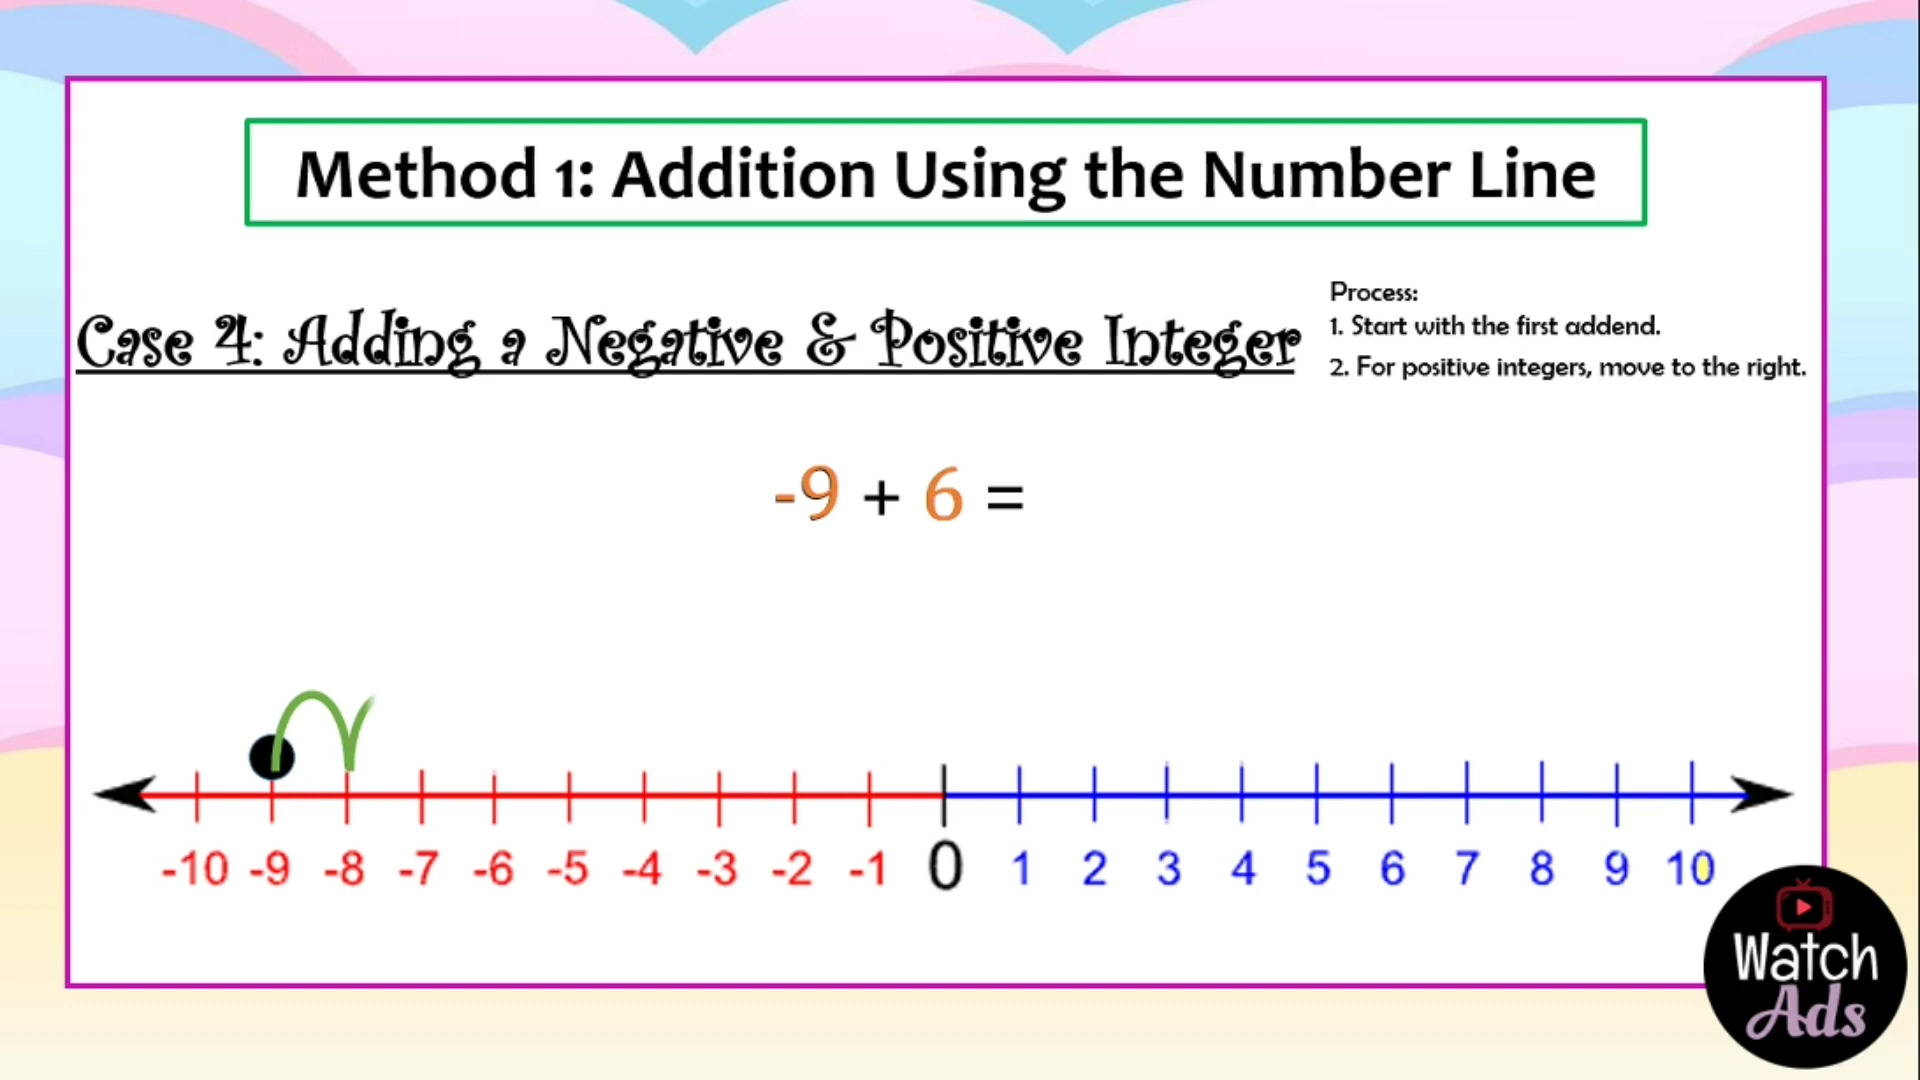 Method 1: Addition Using the Number Line
Case 4: Adding a Negative & Positive Integer
Process:
1. Start with the first addend.
2. For positive integers, move to the right.
-9 + 6 =
-10 -9 -8 -7 -6 -5 -4 -3 -2 -1 0 1 2 3 4 5 6 7 8 9 10
Watch
Ads